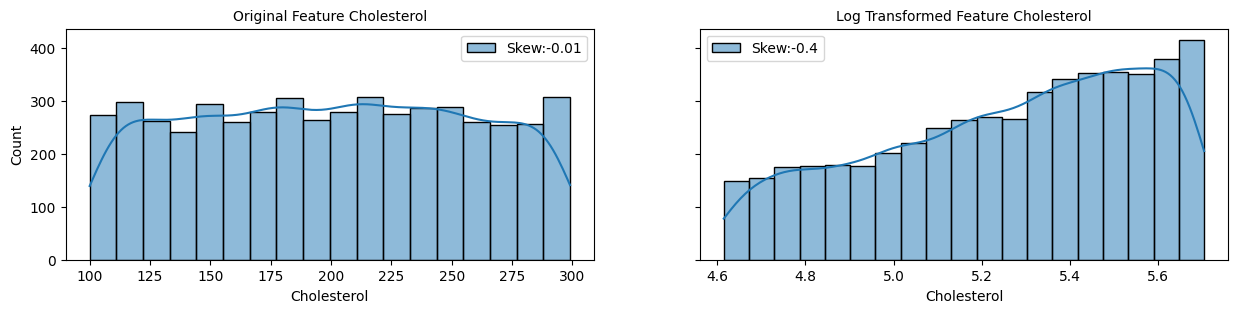 Original Feature Cholesterol
Skew:-0.01
Count
400
300
200
100
0
100 125 150 175 200 225 250 275 300
Cholesterol
Log Transformed Feature Cholesterol
Skew:-0.4
4.6 4.8 5.0 5.2 5.4 5.6
Cholesterol